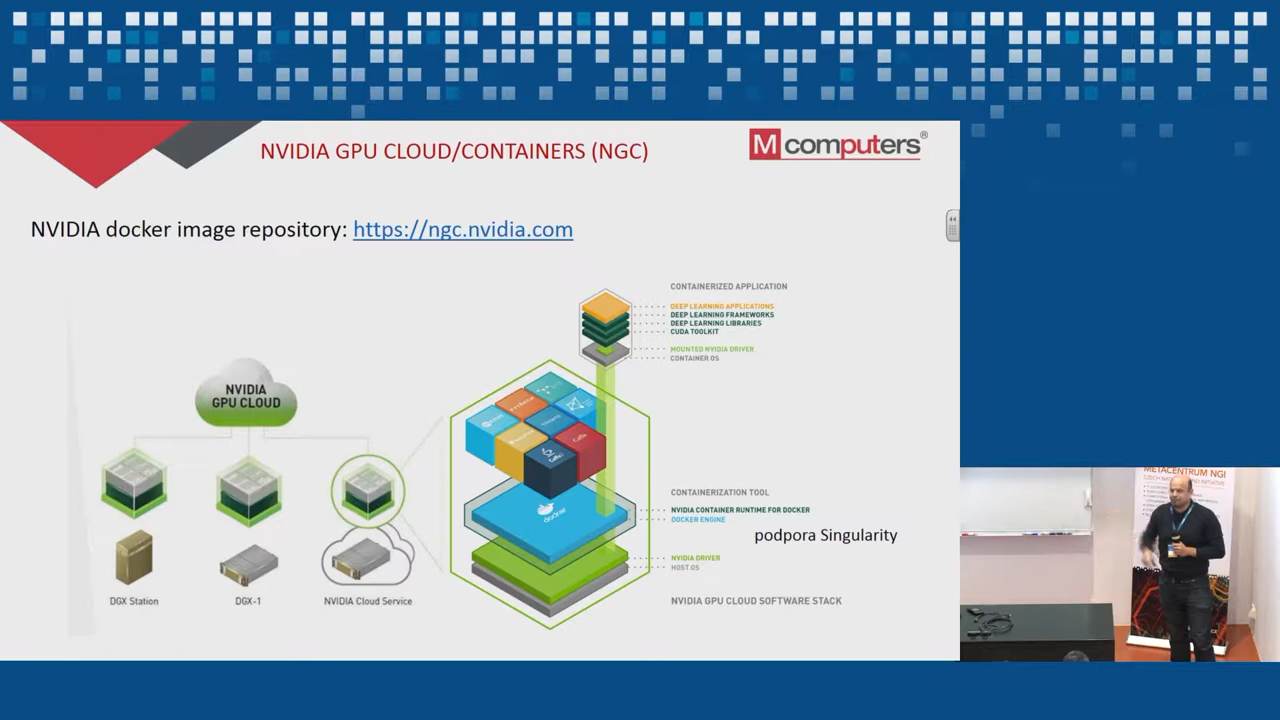 NVIDIA GPU CLOUD/CONTAINERS (NGC)
M computers®
NVIDIA docker image repository: https://ngc.nvidia.com
CONTAINERIZED APPLICATION
DEEP LEARNING APPLICATIONS
DEEP LEARNING FRAMEWORKS
DEEP LEARNING LIBRARIES
CUDA TOOLKIT
MOUNTED NVIDIA DRIVER
CONTAINER OS
NVIDIA
GPU CLOUD
docker
CONTAINERIZATION TOOL
NVIDIA CONTAINER RUNTIME FOR DOCKER
DOCKER ENGINE
podpora Singularity
NVIDIA DRIVER
HOST OS
DGX Station
DGX-1
NVIDIA Cloud Service
NVIDIA GPU CLOUD SOFTWARE STACK
METACENTRUM NGI